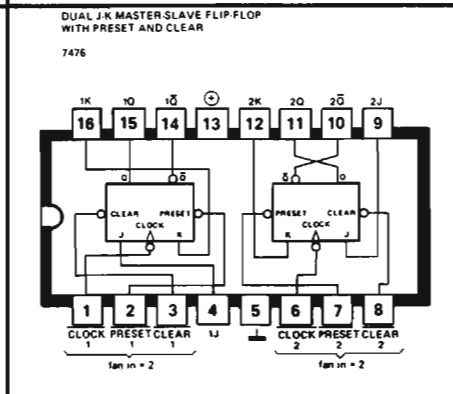 DUAL J-K MASTER-SLAVE FLIP-FLOP
WITH PRESET AND CLEAR
7476
1K 1Q 1Q̅ ⊕ 2K 2Q 2Q̅ 2J
16 15 14 13 12 11 10 9
Q Q̅ Q̅ Q
CLEAR PRESET PRESET CLEAR
CLOCK CLOCK
J K K J
1 2 3 4 5 6 7 8
CLOCK PRESET CLEAR 1J CLOCK PRESET CLEAR
1 1 1 2 2 2
fan in = 2 fan in = 2